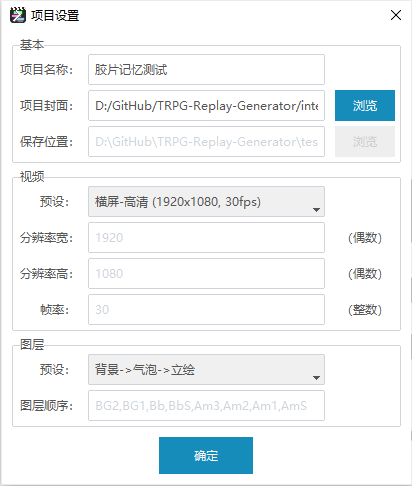 项目设置
基本
项目名称： 胶片记忆测试
项目封面： D:/GitHub/TRPG-Replay-Generator/inte 浏览
保存位置： D:\GitHub\TRPG-Replay-Generator\tes 浏览
视频
预设： 横屏-高清 (1920x1080, 30fps)
分辨率宽： 1920 (偶数)
分辨率高： 1080 (偶数)
帧率： 30 (整数)
图层
预设： 背景->气泡->立绘
图层顺序： BG2,BG1,Bb,BbS,Am3,Am2,Am1,AmS
确定